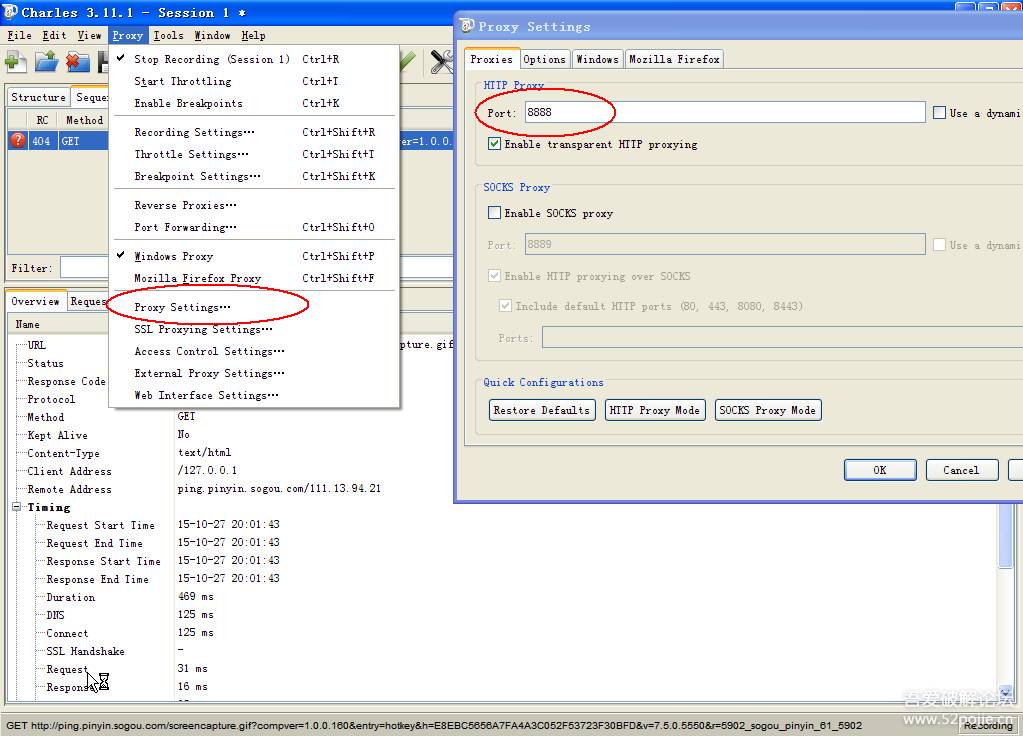 Charles 3.11.1 - Session 1 *
File Edit View Proxy Tools Window Help
Structure Seque
RC Method
404 GET
er=1.0.0.
Filter:
Stop Recording (Session 1) Ctrl+R
Start Throttling Ctrl+T
Enable Breakpoints Ctrl+K
Recording Settings… Ctrl+Shift+R
Throttle Settings… Ctrl+Shift+T
Breakpoint Settings… Ctrl+Shift+K
Reverse Proxies…
Port Forwarding… Ctrl+Shift+O
Windows Proxy Ctrl+Shift+P
Mozilla Firefox Proxy Ctrl+Shift+F
Proxy Settings…
SSL Proxying Settings…
Access Control Settings…
External Proxy Settings…
Web Interface Settings…
Proxy Settings
Proxies Options Windows Mozilla Firefox
HTTP Proxy
Port: 8888 Use a dynami
Enable transparent HTTP proxying
SOCKS Proxy
Enable SOCKS proxy
Port: 8889 Use a dynami
Enable HTTP proxying over SOCKS
Include default HTTP ports (80, 443, 8080, 8443)
Ports:
Quick Configurations
Restore Defaults HTTP Proxy Mode SOCKS Proxy Mode
OK Cancel
Overview Reques
Name
URL pture.gif
Status
Response Code
Protocol
Method GET
Kept Alive No
Content-Type text/html
Client Address /127.0.0.1
Remote Address ping.pinyin.sogou.com/111.13.94.21
Timing
Request Start Time 15-10-27 20:01:43
Request End Time 15-10-27 20:01:43
Response Start Time 15-10-27 20:01:43
Response End Time 15-10-27 20:01:43
Duration 469 ms
DNS 125 ms
Connect 125 ms
SSL Handshake -
Request 31 ms
Response 16 ms
吾爱破解论坛
www.52pojie.cn
GET http://ping.pinyin.sogou.com/screencapture.gif?compver=1.0.0.160&entry=hotkey&h=E8EBC5656A7FA4A3C052F53723F30BFD&v=7.5.0.5550&r=5902_sogou_pinyin_61_5902
Recording